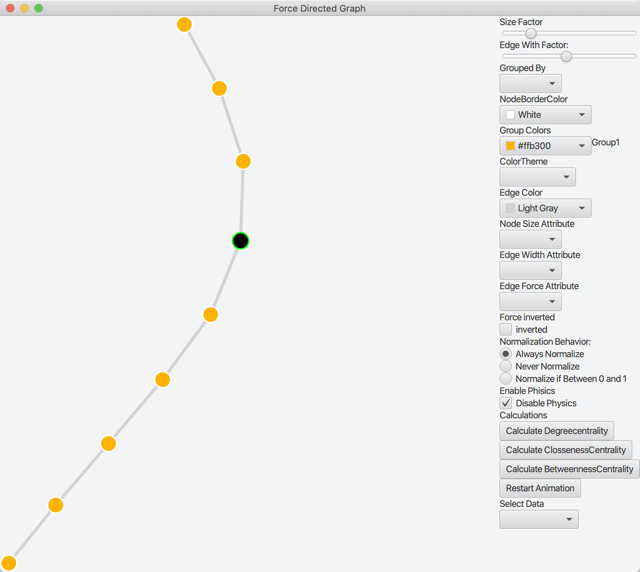 Force Directed Graph
Size Factor
Edge With Factor:
Grouped By
NodeBorderColor
White
Group Colors
#ffb300
Group1
ColorTheme
Edge Color
Light Gray
Node Size Attribute
Edge Width Attribute
Edge Force Attribute
Force inverted
inverted
Normalization Behavior:
Always Normalize
Never Normalize
Normalize if Between 0 and 1
Enable Phisics
Disable Physics
Calculations
Calculate Degreecentrality
Calculate ClossenessCentrality
Calculate BetweennessCentrality
Restart Animation
Select Data